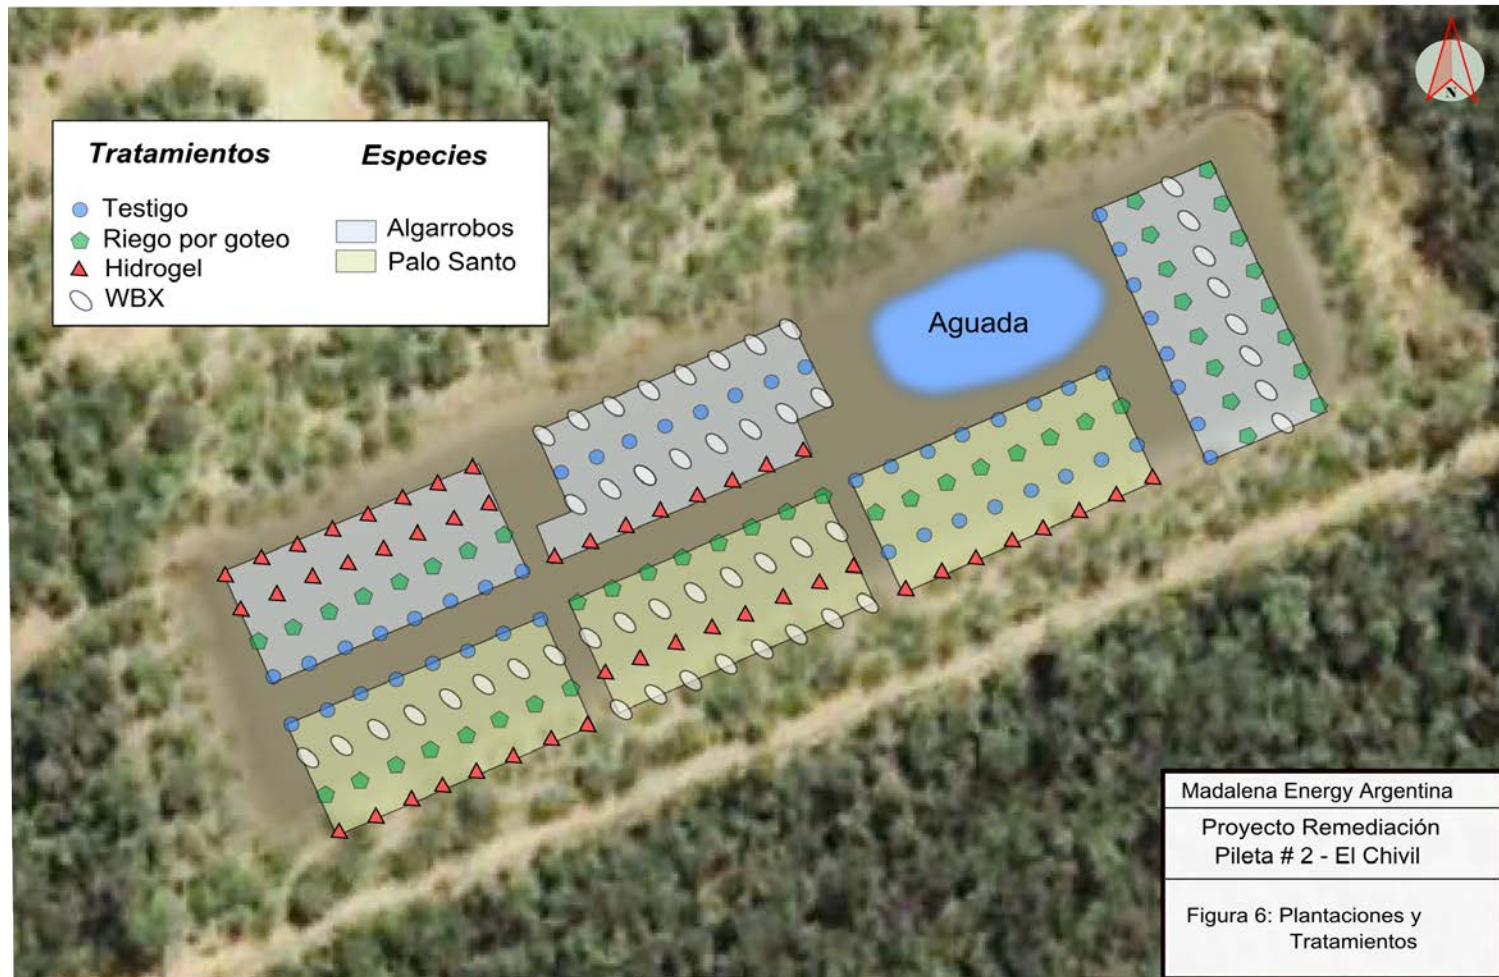 N
Tratamientos
Testigo
Riego por goteo
Hidrogel
WBX
Especies
Algarrobos
Palo Santo
Aguada
Madalena Energy Argentina
Proyecto Remediación
Pileta # 2 - El Chivil
Figura 6: Plantaciones y
Tratamientos